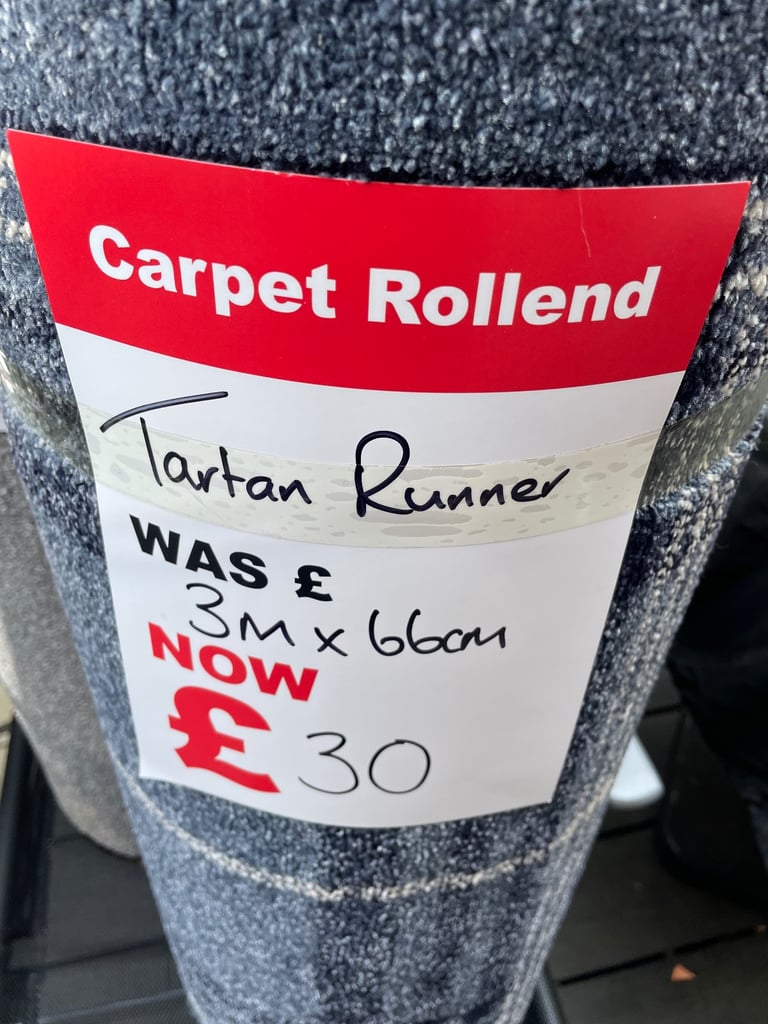 Carpet Rollend
Tartan Runner
WAS £
3M x 66cm
NOW
£30